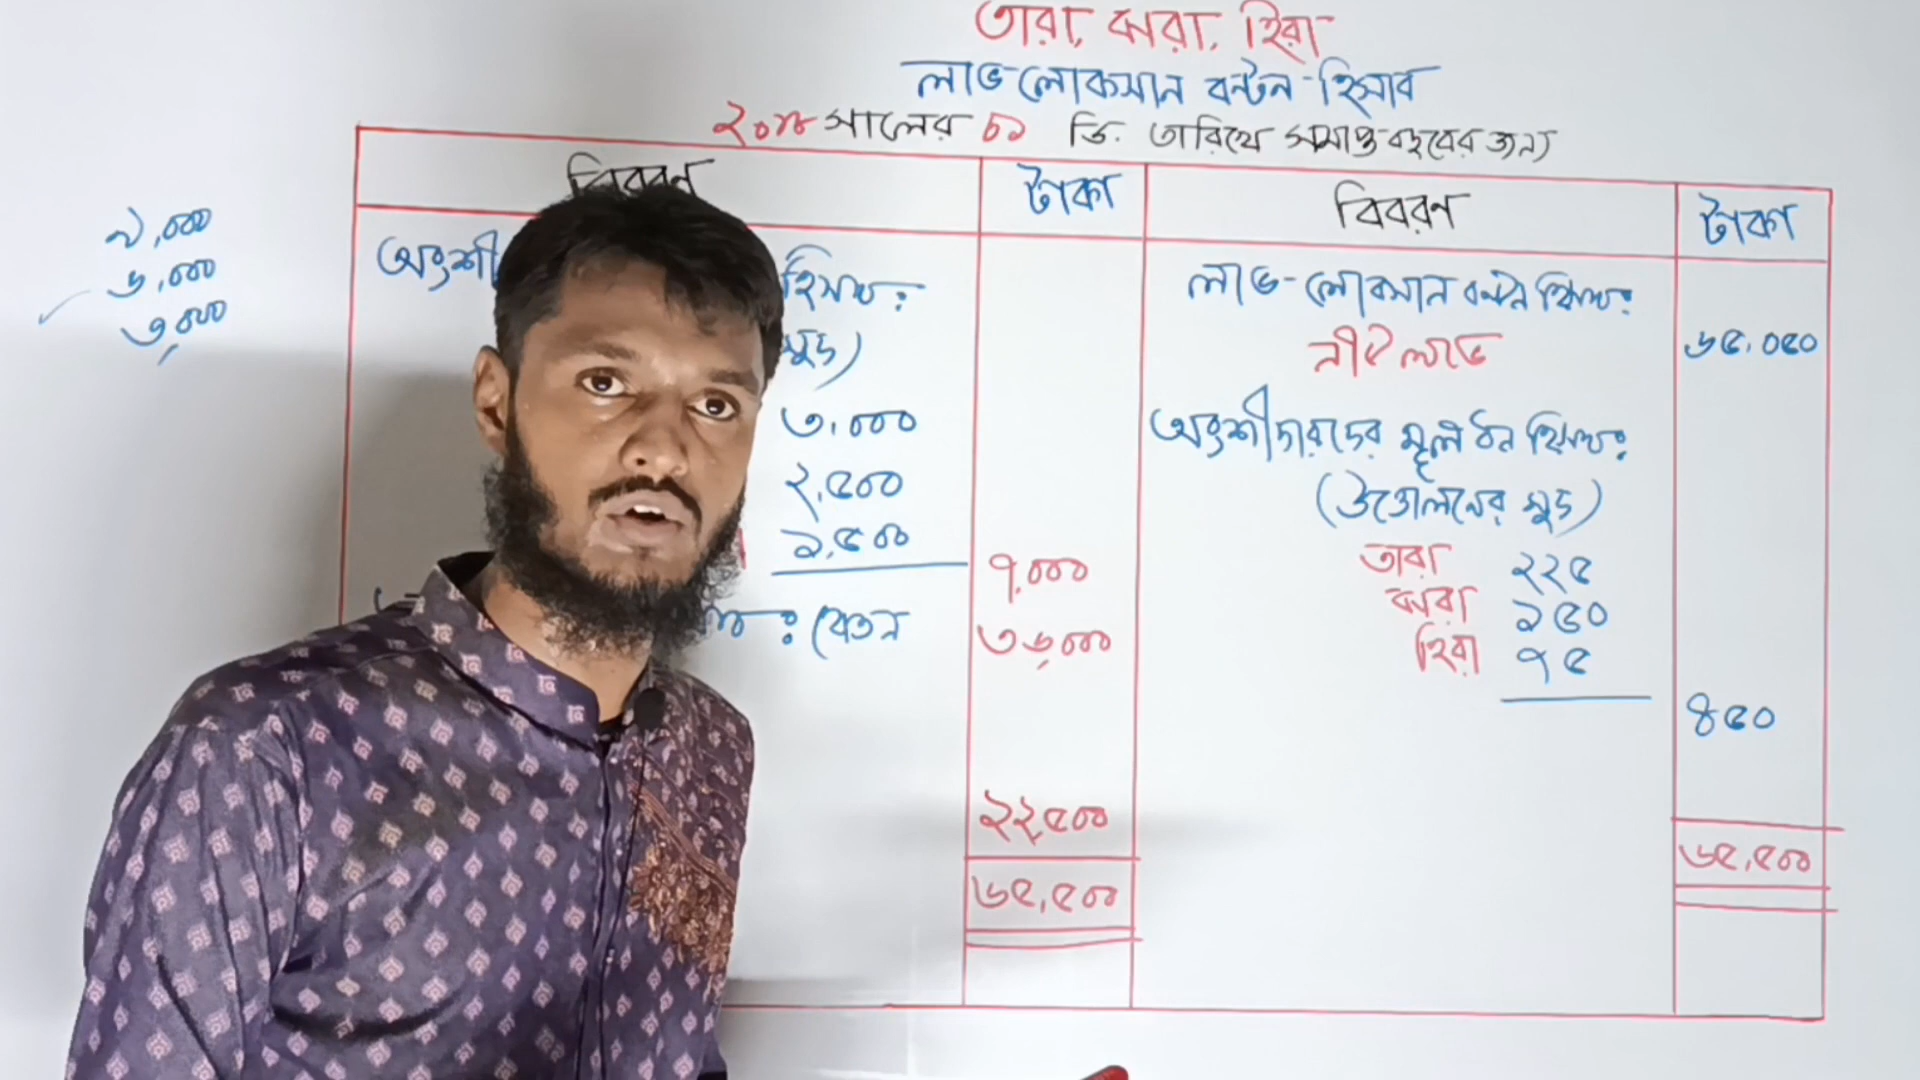 তারা, ঝরা, হিরা
লাভ-লোকসান বন্টন-হিসাব
২০১৮ সালের ৩১ ডি. তারিখে সমাপ্ত বছরের জন্য
বিবরণ টাকা বিবরণ টাকা
৯,০০০
৬,০০০
৩,০০০
হিসাব:
সুদ)
৩,০০০
২,৫০০
১,৫০০
৭,০০০
: বেতন ৩৬,০০০
২২,৫০০
৬৫,৫০০
লাভ-লোকসান বন্টন হিসাব:
নীট লাভ ৬৫,০৫০
অংশীদারদের মূলধন হিসাব:
(উত্তোলনের সুদ)
তারা ২২৫
ঝরা ১৫০
হিরা ৭৫
৪৫০
৬৫,৫০০